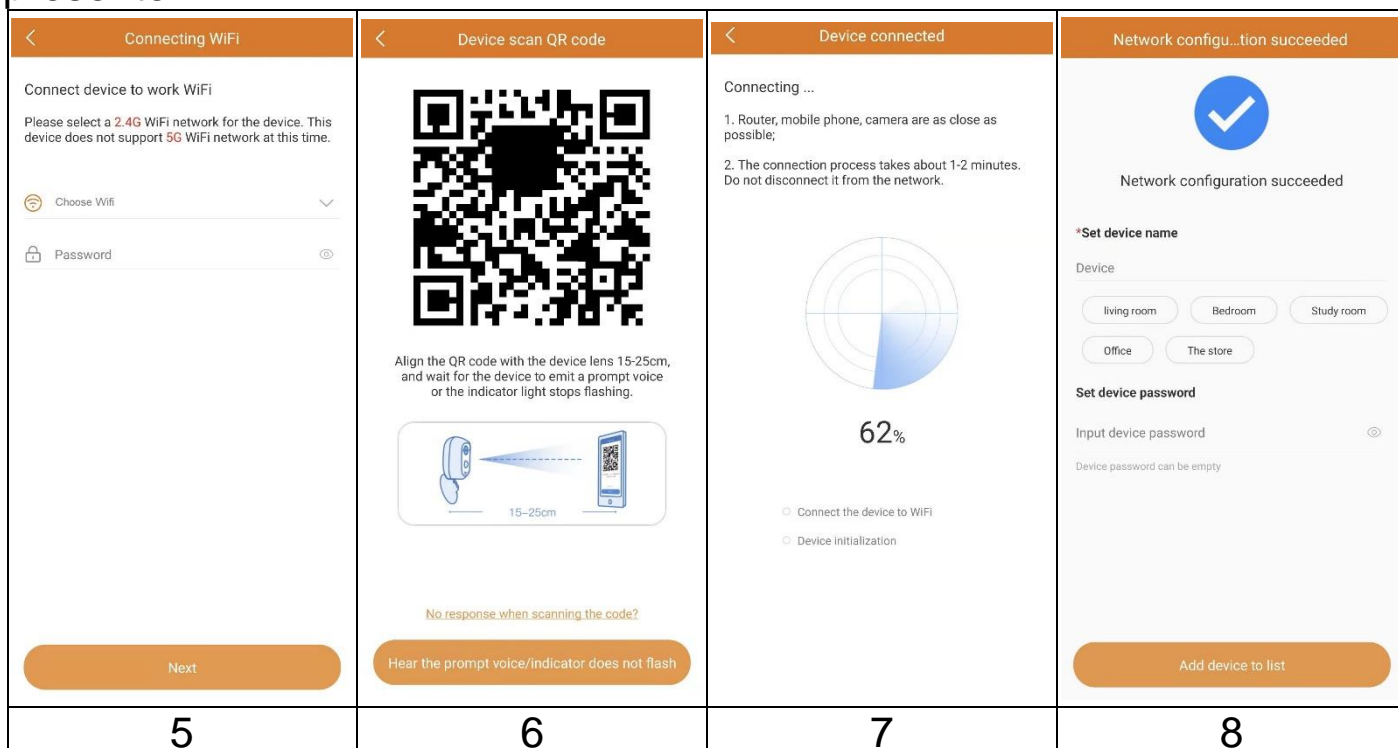 Connecting WiFi
Connect device to work WiFi
Please select a 2.4G WiFi network for the device. This
device does not support 5G WiFi network at this time.
Choose Wifi
Password
Next
5
Device scan QR code
Align the QR code with the device lens 15-25cm,
and wait for the device to emit a prompt voice
or the indicator light stops flashing.
15-25cm
No response when scanning the code?
Hear the prompt voice/indicator does not flash
6
Device connected
Connecting ...
1. Router, mobile phone, camera are as close as
possible;
2. The connection process takes about 1-2 minutes.
Do not disconnect it from the network.
62%
Connect the device to WiFi
Device initialization
7
Network configu...tion succeeded
Network configuration succeeded
*Set device name
Device
living room Bedroom Study room
Office The store
Set device password
Input device password
Device password can be empty
Add device to list
8